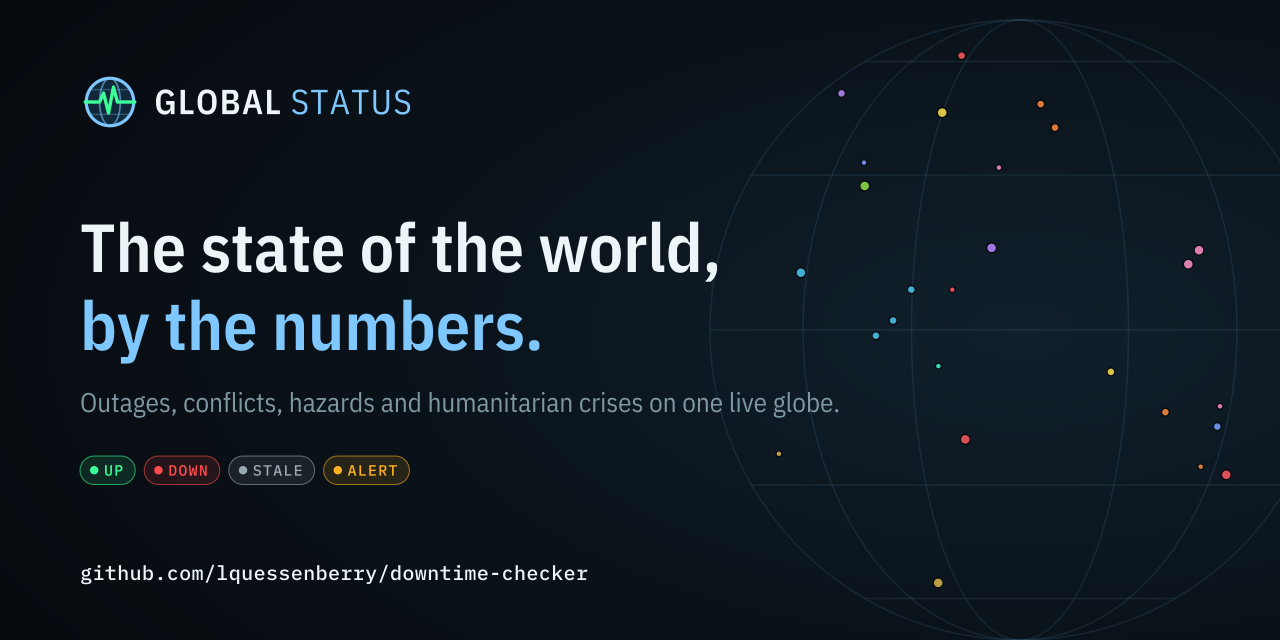 GLOBAL STATUS
The state of the world,
by the numbers.
Outages, conflicts, hazards and humanitarian crises on one live globe.
UP DOWN STALE ALERT
github.com/lquessenberry/downtime-checker